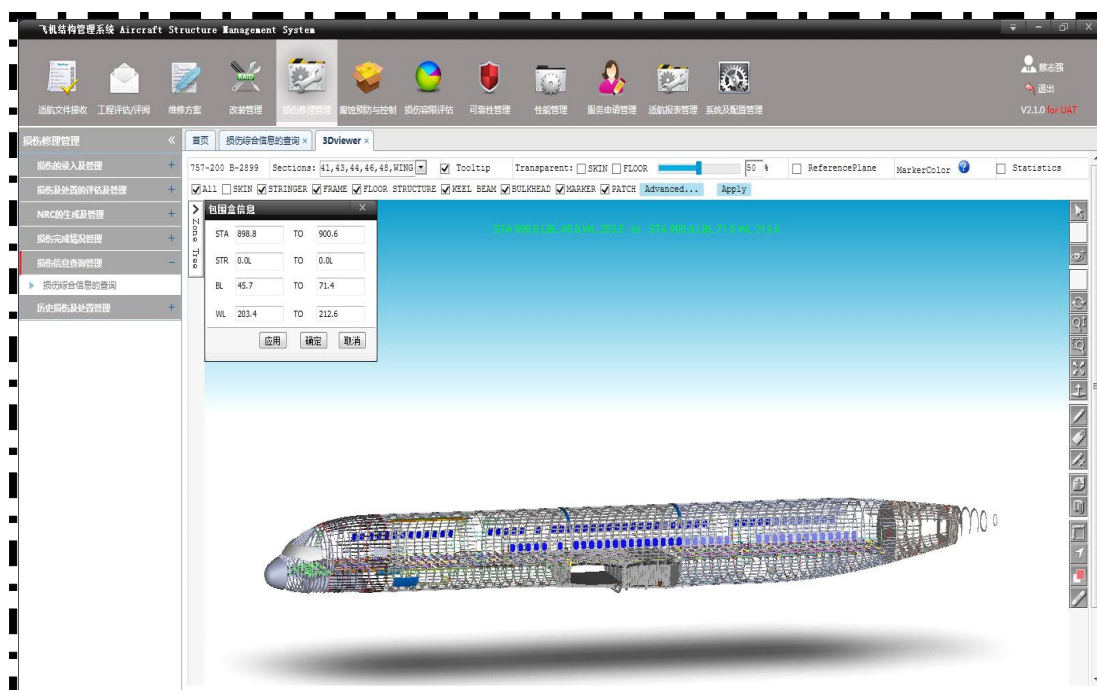 飞机结构管理系统 Aircraft Structure Management System
适航文件接收 工程评估/评阅 维修方案 改装管理 损伤修理管理 腐蚀预防与控制 损伤容限评估 可靠性管理 性能管理 服务申请管理 适航报表管理 系统及配置管理
RAID
蔡志强
退出
V2.1.0 for UAT
损伤修理管理 «
损伤的录入及管理 +
损伤及处置的评估及管理 +
NRC的生成及管理 +
损伤完成情况管理 +
损伤信息查询管理 −
损伤综合信息的查询
历史损伤及处置管理 +
首页 损伤综合信息的查询 × 3Dviewer ×
757-200 B-2899 Sections: 41,43,44,46,48,WING Tooltip Transparent: SKIN FLOOR 50 % ReferencePlane MarkerColor Statistics
All SKIN STRINGER FRAME FLOOR STRUCTURE KEEL BEAM BULKHEAD MARKER PATCH Advanced... Apply
Zone Tree
包围盒信息 X
STA 898.8 TO 900.6
STR 0.0L TO 0.0L
BL 45.7 TO 71.4
WL 203.4 TO 212.6
应用 确定 取消